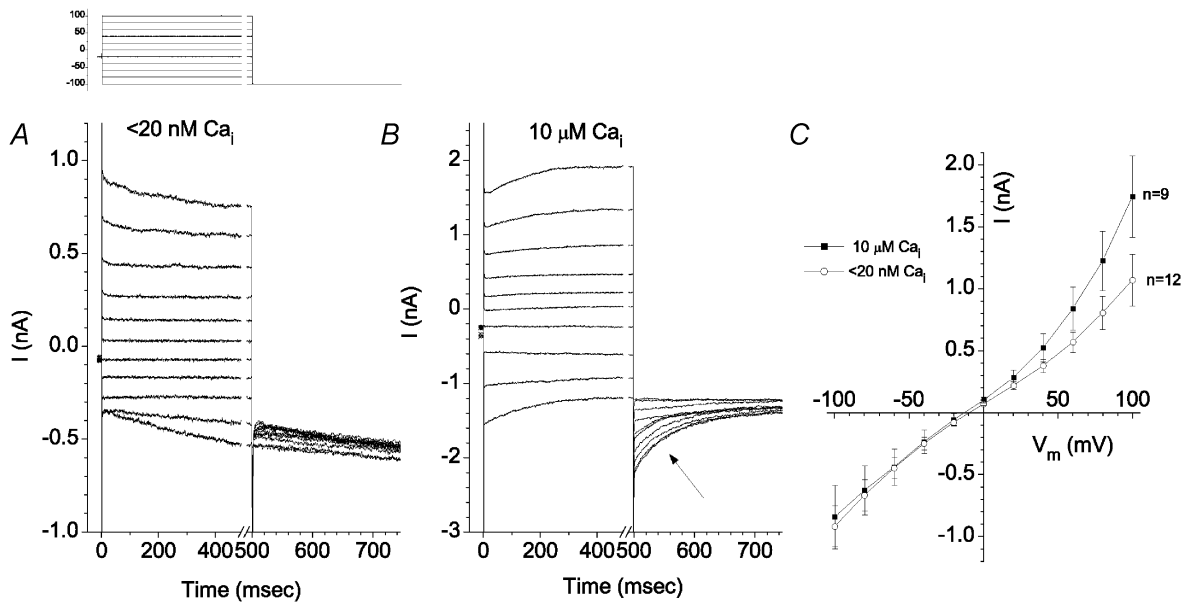 100
50
0
-50
-100
A
<20 nM Cai
1.0
0.5
0.0
-0.5
-1.0
I (nA)
0 200 400 500 600 700
Time (msec)
B
10 μM Cai
2
1
0
-1
-2
-3
I (nA)
0 200 400 500 600 700
Time (msec)
C
2.0
I (nA)
n=9
1.5
10 μM Cai
<20 nM Cai
n=12
1.0
0.5
-100 -50 50 100
Vm (mV)
-0.5
-1.0